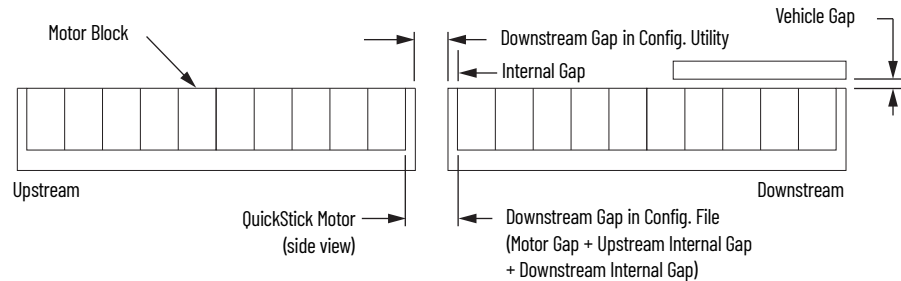 Vehicle Gap
Motor Block
Downstream Gap in Config. Utility
Internal Gap
Upstream
Downstream
QuickStick Motor
(side view)
Downstream Gap in Config. File
(Motor Gap + Upstream Internal Gap
+ Downstream Internal Gap)